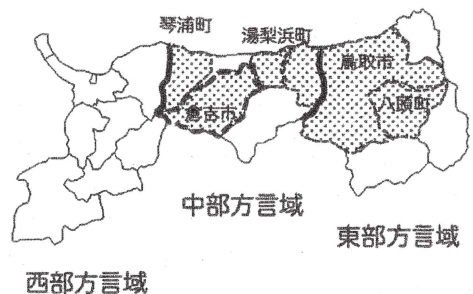 琴浦町
湯梨浜町
鳥取市
倉吉市
八頭町
中部方言域
東部方言域
西部方言域